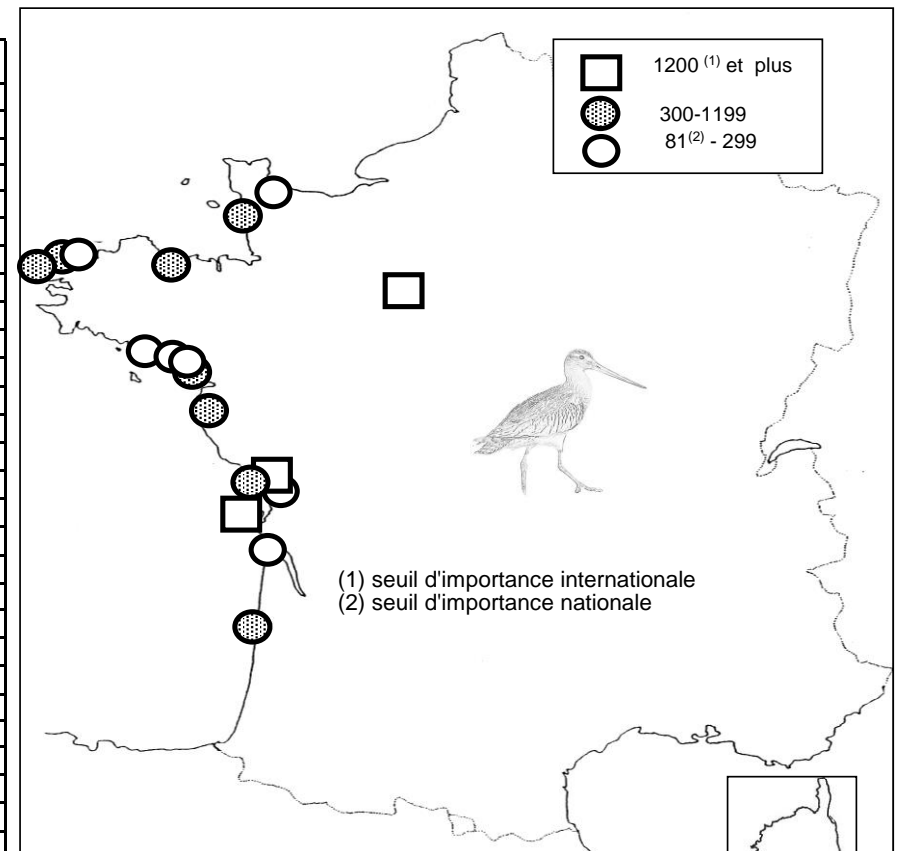 1200 (1) et plus
300-1199
81(2) - 299
(1) seuil d'importance internationale
(2) seuil d'importance nationale